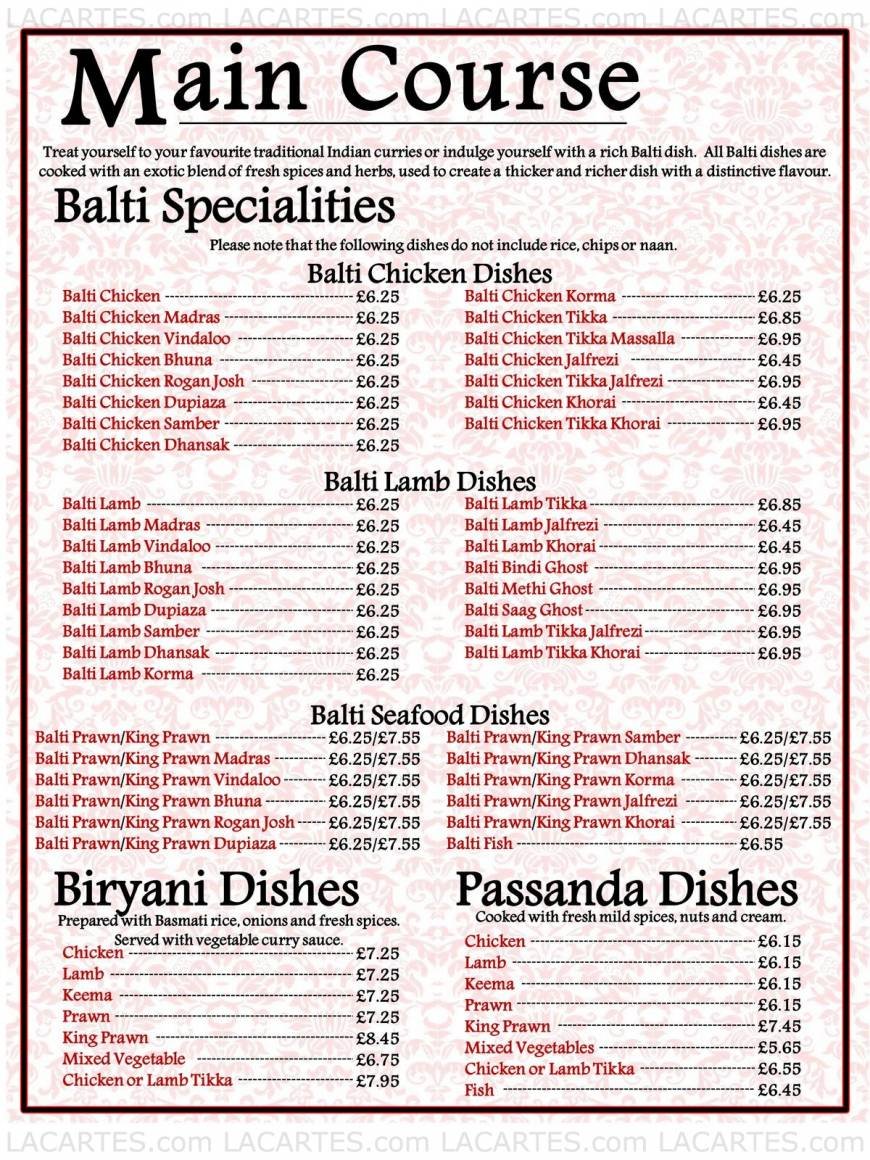 LACARTES.com LACARTES.com LACARTES.com LACARTES.com
Main Course
Treat yourself to your favourite traditional Indian curries or indulge yourself with a rich Balti dish. All Balti dishes are
cooked with an exotic blend of fresh spices and herbs, used to create a thicker and richer dish with a distinctive flavour.
Balti Specialities
Please note that the following dishes do not include rice, chips or naan.
Balti Chicken Dishes
Balti Chicken £6.25
Balti Chicken Madras £6.25
Balti Chicken Vindaloo £6.25
Balti Chicken Bhuna £6.25
Balti Chicken Rogan Josh £6.25
Balti Chicken Dupiaza £6.25
Balti Chicken Samber £6.25
Balti Chicken Dhansak £6.25
Balti Chicken Korma £6.25
Balti Chicken Tikka £6.85
Balti Chicken Tikka Massalla £6.95
Balti Chicken Jalfrezi £6.45
Balti Chicken Tikka Jalfrezi £6.95
Balti Chicken Khorai £6.45
Balti Chicken Tikka Khorai £6.95
Balti Lamb Dishes
Balti Lamb £6.25
Balti Lamb Madras £6.25
Balti Lamb Vindaloo £6.25
Balti Lamb Bhuna £6.25
Balti Lamb Rogan Josh £6.25
Balti Lamb Dupiaza £6.25
Balti Lamb Samber £6.25
Balti Lamb Dhansak £6.25
Balti Lamb Korma £6.25
Balti Lamb Tikka £6.85
Balti Lamb Jalfrezi £6.45
Balti Lamb Khorai £6.45
Balti Bindi Ghost £6.95
Balti Methi Ghost £6.95
Balti Saag Ghost £6.95
Balti Lamb Tikka Jalfrezi £6.95
Balti Lamb Tikka Khorai £6.95
Balti Seafood Dishes
Balti Prawn/King Prawn £6.25/£7.55
Balti Prawn/King Prawn Madras £6.25/£7.55
Balti Prawn/King Prawn Vindaloo £6.25/£7.55
Balti Prawn/King Prawn Bhuna £6.25/£7.55
Balti Prawn/King Prawn Rogan Josh £6.25/£7.55
Balti Prawn/King Prawn Dupiaza £6.25/£7.55
Balti Prawn/King Prawn Samber £6.25/£7.55
Balti Prawn/King Prawn Dhansak £6.25/£7.55
Balti Prawn/King Prawn Korma £6.25/£7.55
Balti Prawn/King Prawn Jalfrezi £6.25/£7.55
Balti Prawn/King Prawn Khorai £6.25/£7.55
Balti Fish £6.55
Biryani Dishes
Prepared with Basmati rice, onions and fresh spices.
Served with vegetable curry sauce.
Chicken £7.25
Lamb £7.25
Keema £7.25
Prawn £7.25
King Prawn £8.45
Mixed Vegetable £6.75
Chicken or Lamb Tikka £7.95
Passanda Dishes
Cooked with fresh mild spices, nuts and cream.
Chicken £6.15
Lamb £6.15
Keema £6.15
Prawn £6.15
King Prawn £7.45
Mixed Vegetables £5.65
Chicken or Lamb Tikka £6.55
Fish £6.45
LACARTES.com LACARTES.com LACARTES.com LACARTES.com